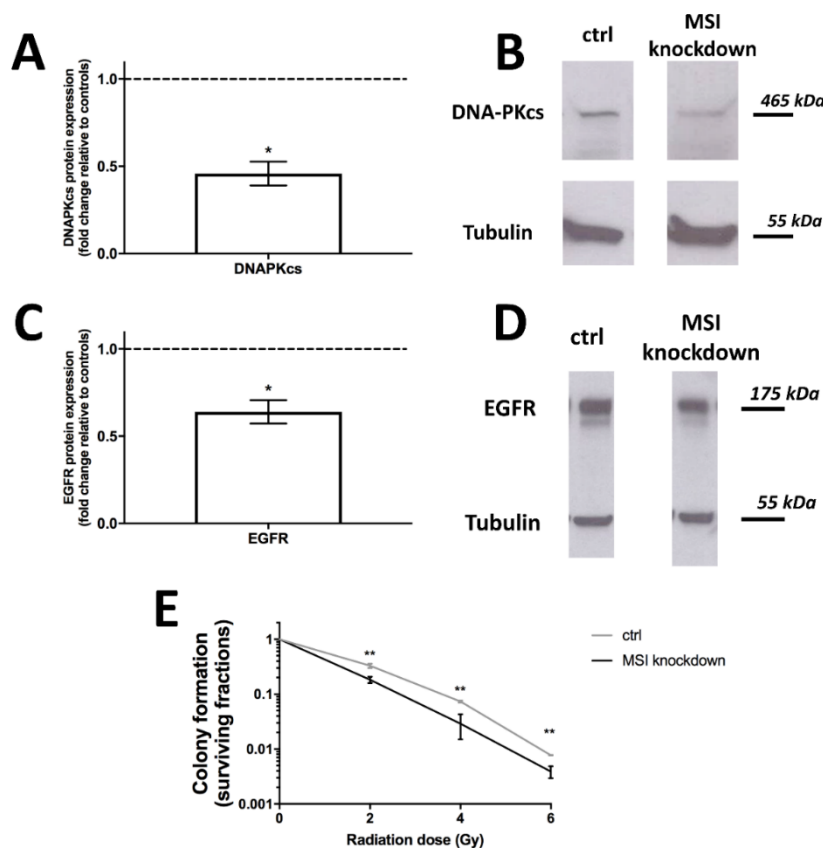 A
DNAPKcs protein expression
(fold change relative to controls)
1.0
0.5
0.0
*
DNAPKcs
B
ctrl
MSI
knockdown
DNA-PKcs
465 kDa
Tubulin
55 kDa
C
EGFR protein expression
(fold change relative to controls)
1.0
0.5
0.0
*
EGFR
D
ctrl
MSI
knockdown
EGFR
175 kDa
Tubulin
55 kDa
E
Colony formation
(surviving fractions)
1
0.1
0.01
0.001
**
**
**
0
2
4
6
Radiation dose (Gy)
ctrl
MSI knockdown